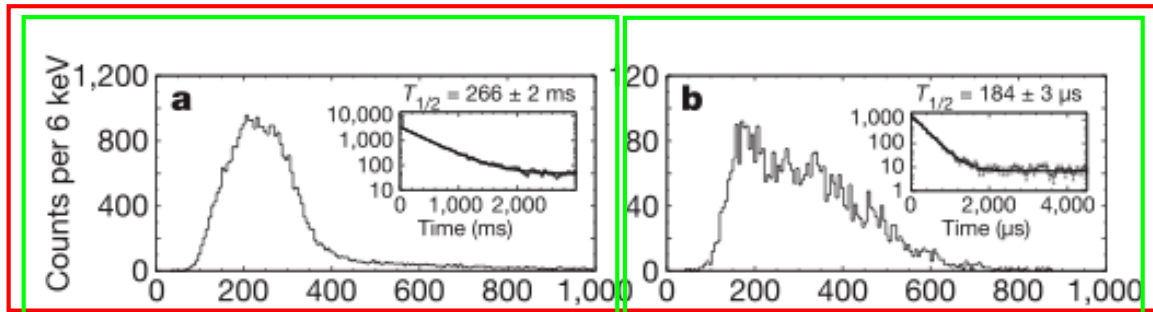 Counts per 6 keV
a
T1/2 = 266 ± 2 ms
1,200
800
400
0
0 200 400 600 800 1,000
10,000
1,000
100
10
0 1,000 2,000
Time (ms)
b
T1/2 = 184 ± 3 µs
120
80
40
0
0 200 400 600 800 1,000
1,000
100
10
1
0 2,000 4,000
Time (µs)